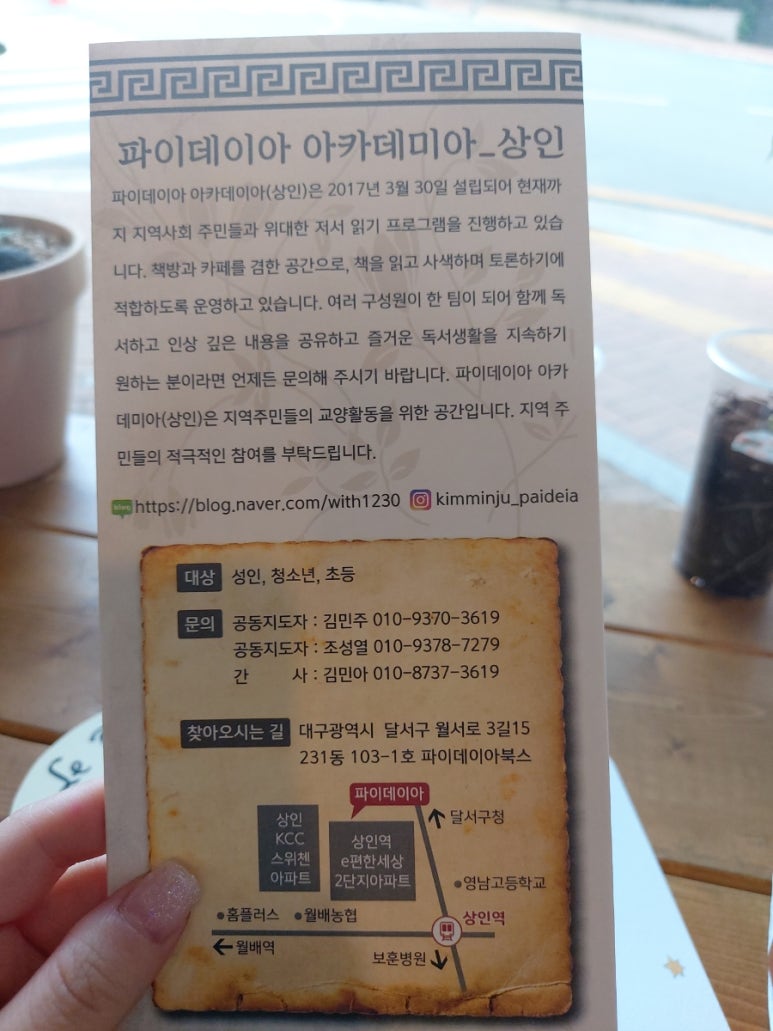 파이데이아 아카데미아_상인
파이데이아 아카데이아(상인)은 2017년 3월 30일 설립되어 현재까
지 지역사회 주민들과 위대한 저서 읽기 프로그램을 진행하고 있습
니다. 책방과 카페를 겸한 공간으로, 책을 읽고 사색하며 토론하기에
적합하도록 운영하고 있습니다. 여러 구성원이 한 팀이 되어 함께 독
서하고 인상 깊은 내용을 공유하고 즐거운 독서생활을 지속하기
원하는 분이라면 언제든 문의해 주시기 바랍니다. 파이데이아 아카
데미아(상인)은 지역주민들의 교양활동을 위한 공간입니다. 지역 주
민들의 적극적인 참여를 부탁드립니다.
https://blog.naver.com/with1230 kimminju_paideia
대상 성인, 청소년, 초등
문의 공동지도자 : 김민주 010-9370-3619
공동지도자 : 조성열 010-9378-7279
간 사 : 김민아 010-8737-3619
찾아오시는 길 대구광역시 달서구 월서로 3길15
231동 103-1호 파이데이아북스
파이데이아
달서구청
상인
KCC
스위첸
아파트
상인역
e편한세상
2단지아파트
영남고등학교
홈플러스 월배농협 상인역
월배역
보훈병원